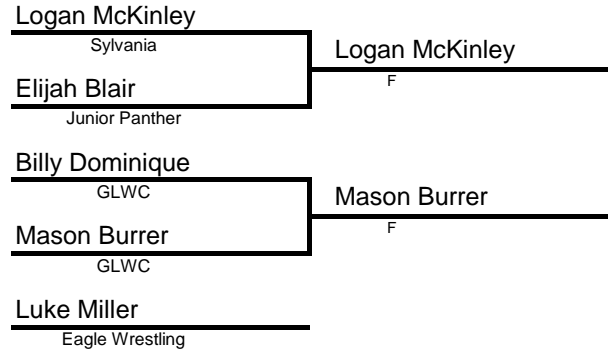 Logan McKinley
Sylvania
Logan McKinley
F
Elijah Blair
Junior Panther
Billy Dominique
GLWC
Mason Burrer
F
Mason Burrer
GLWC
Luke Miller
Eagle Wrestling